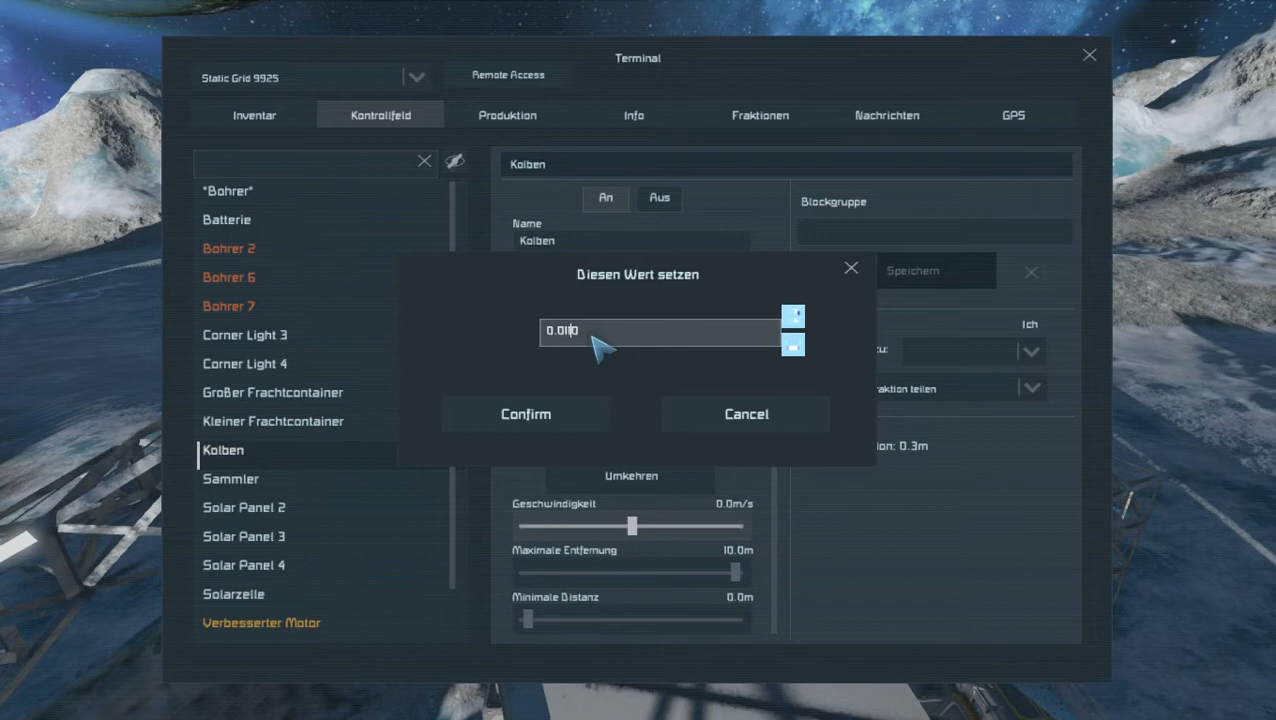 Terminal
Static Grid 9925
Remote Access
Inventar
Kontrollfeld
Produktion
Info
Fraktionen
Nachrichten
GPS
*Bohrer*
Batterie
Bohrer 2
Bohrer 6
Bohrer 7
Corner Light 3
Corner Light 4
Großer Frachtcontainer
Kleiner Frachtcontainer
Kolben
Sammler
Solar Panel 2
Solar Panel 3
Solar Panel 4
Solarzelle
Verbesserter Motor
Kolben
An
Aus
Name
Kolben
Blockgruppe
Speichern
Ich
zu:
raktion teilen
ion: 0.3m
Diesen Wert setzen
Confirm
Cancel
Umkehren
Geschwindigkeit
0.0m/s
Maximale Entfernung
10.0m
Minimale Distanz
0.0m